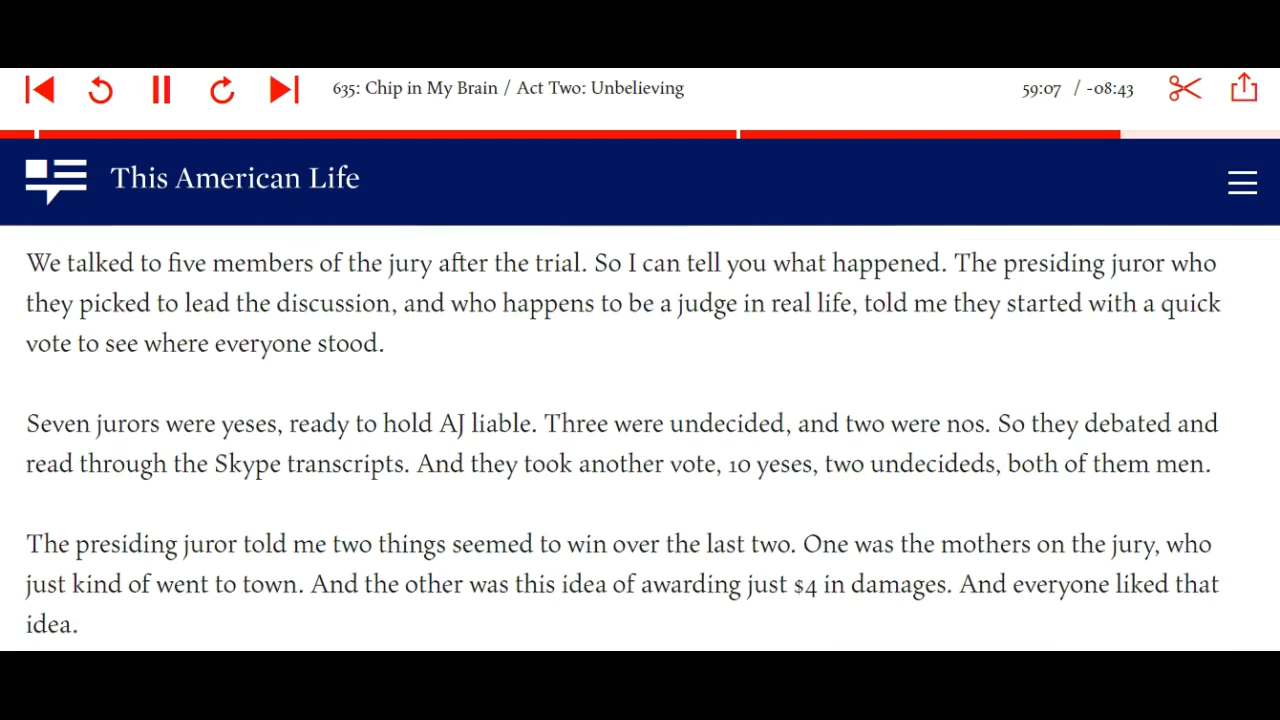 635: Chip in My Brain / Act Two: Unbelieving
59:07 / -08:43
This American Life
We talked to five members of the jury after the trial. So I can tell you what happened. The presiding juror who
they picked to lead the discussion, and who happens to be a judge in real life, told me they started with a quick
vote to see where everyone stood.
Seven jurors were yeses, ready to hold AJ liable. Three were undecided, and two were nos. So they debated and
read through the Skype transcripts. And they took another vote, 10 yeses, two undecideds, both of them men.
The presiding juror told me two things seemed to win over the last two. One was the mothers on the jury, who
just kind of went to town. And the other was this idea of awarding just $4 in damages. And everyone liked that
idea.